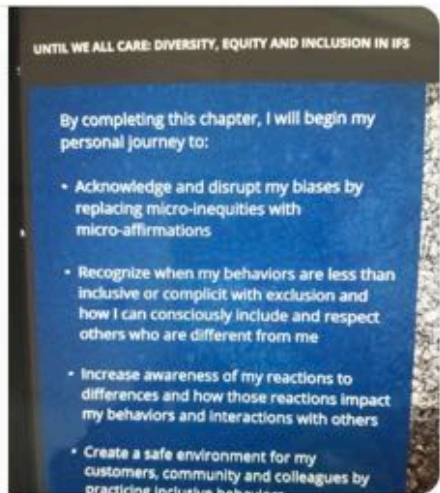 UNTIL WE ALL CARE: DIVERSITY, EQUITY AND INCLUSION IN IFS
By completing this chapter, I will begin my
personal journey to:
• Acknowledge and disrupt my biases by
replacing micro-inequities with
micro-affirmations
• Recognize when my behaviors are less than
inclusive or complicit with exclusion and
how I can consciously include and respect
others who are different from me
• Increase awareness of my reactions to
differences and how those reactions impact
my behaviors and interactions with others
• Create a safe environment for my
customers, community and colleagues by
practicing inclusive behaviors